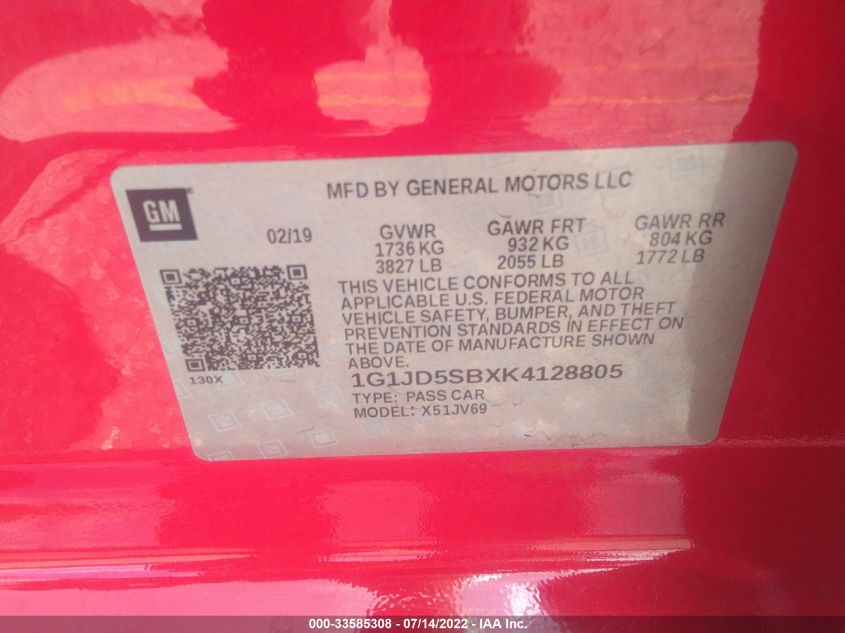 MFD BY GENERAL MOTORS LLC
GM
02/19
GVWR GAWR FRT GAWR RR
1736 KG 932 KG 804 KG
3827 LB 2055 LB 1772 LB
THIS VEHICLE CONFORMS TO ALL
APPLICABLE U.S. FEDERAL MOTOR
VEHICLE SAFETY, BUMPER, AND THEFT
PREVENTION STANDARDS IN EFFECT ON
THE DATE OF MANUFACTURE SHOWN
ABOVE.
130X
1G1JD5SBXK4128805
TYPE: PASS CAR
MODEL: X51JV69
000-33585308 - 07/14/2022 - IAA Inc.